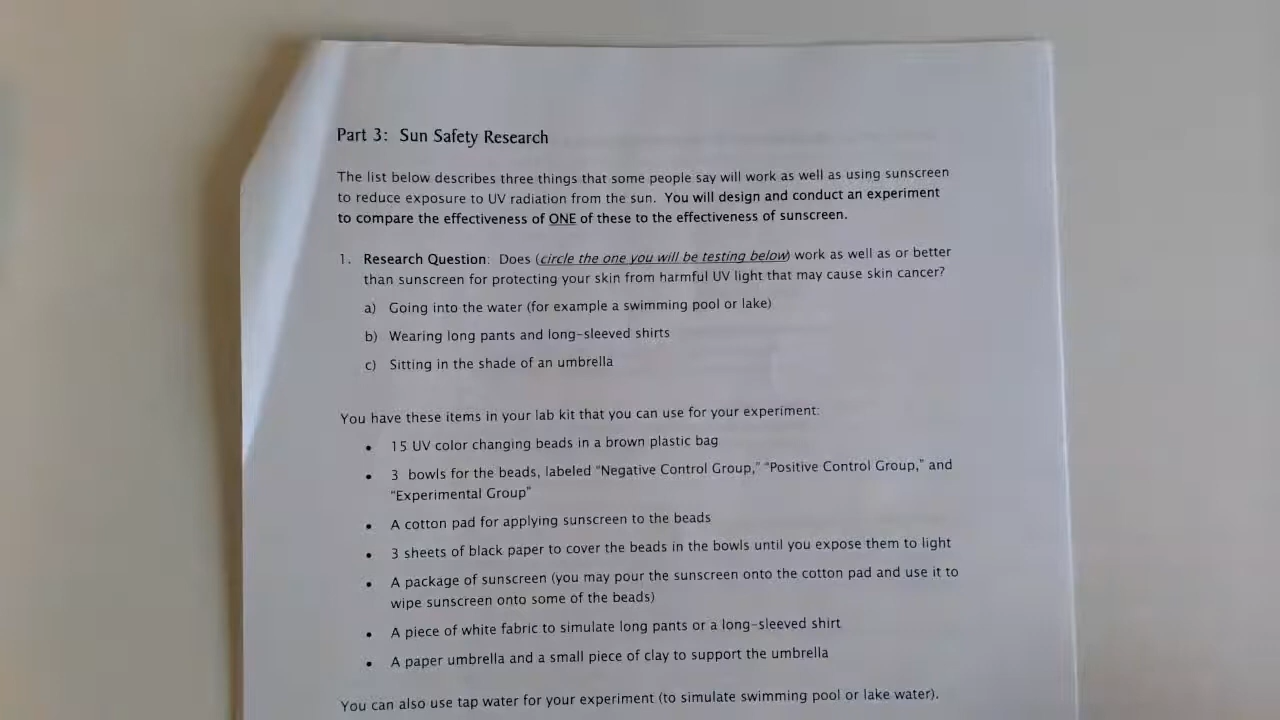 Part 3: Sun Safety Research
The list below describes three things that some people say will work as well as using sunscreen
to reduce exposure to UV radiation from the sun. You will design and conduct an experiment
to compare the effectiveness of ONE of these to the effectiveness of sunscreen.
1. Research Question: Does (circle the one you will be testing below) work as well as or better
than sunscreen for protecting your skin from harmful UV light that may cause skin cancer?
a) Going into the water (for example a swimming pool or lake)
b) Wearing long pants and long-sleeved shirts
c) Sitting in the shade of an umbrella
You have these items in your lab kit that you can use for your experiment:
• 15 UV color changing beads in a brown plastic bag
• 3 bowls for the beads, labeled “Negative Control Group,” “Positive Control Group,” and
“Experimental Group”
• A cotton pad for applying sunscreen to the beads
• 3 sheets of black paper to cover the beads in the bowls until you expose them to light
• A package of sunscreen (you may pour the sunscreen onto the cotton pad and use it to
wipe sunscreen onto some of the beads)
• A piece of white fabric to simulate long pants or a long-sleeved shirt
• A paper umbrella and a small piece of clay to support the umbrella
You can also use tap water for your experiment (to simulate swimming pool or lake water).